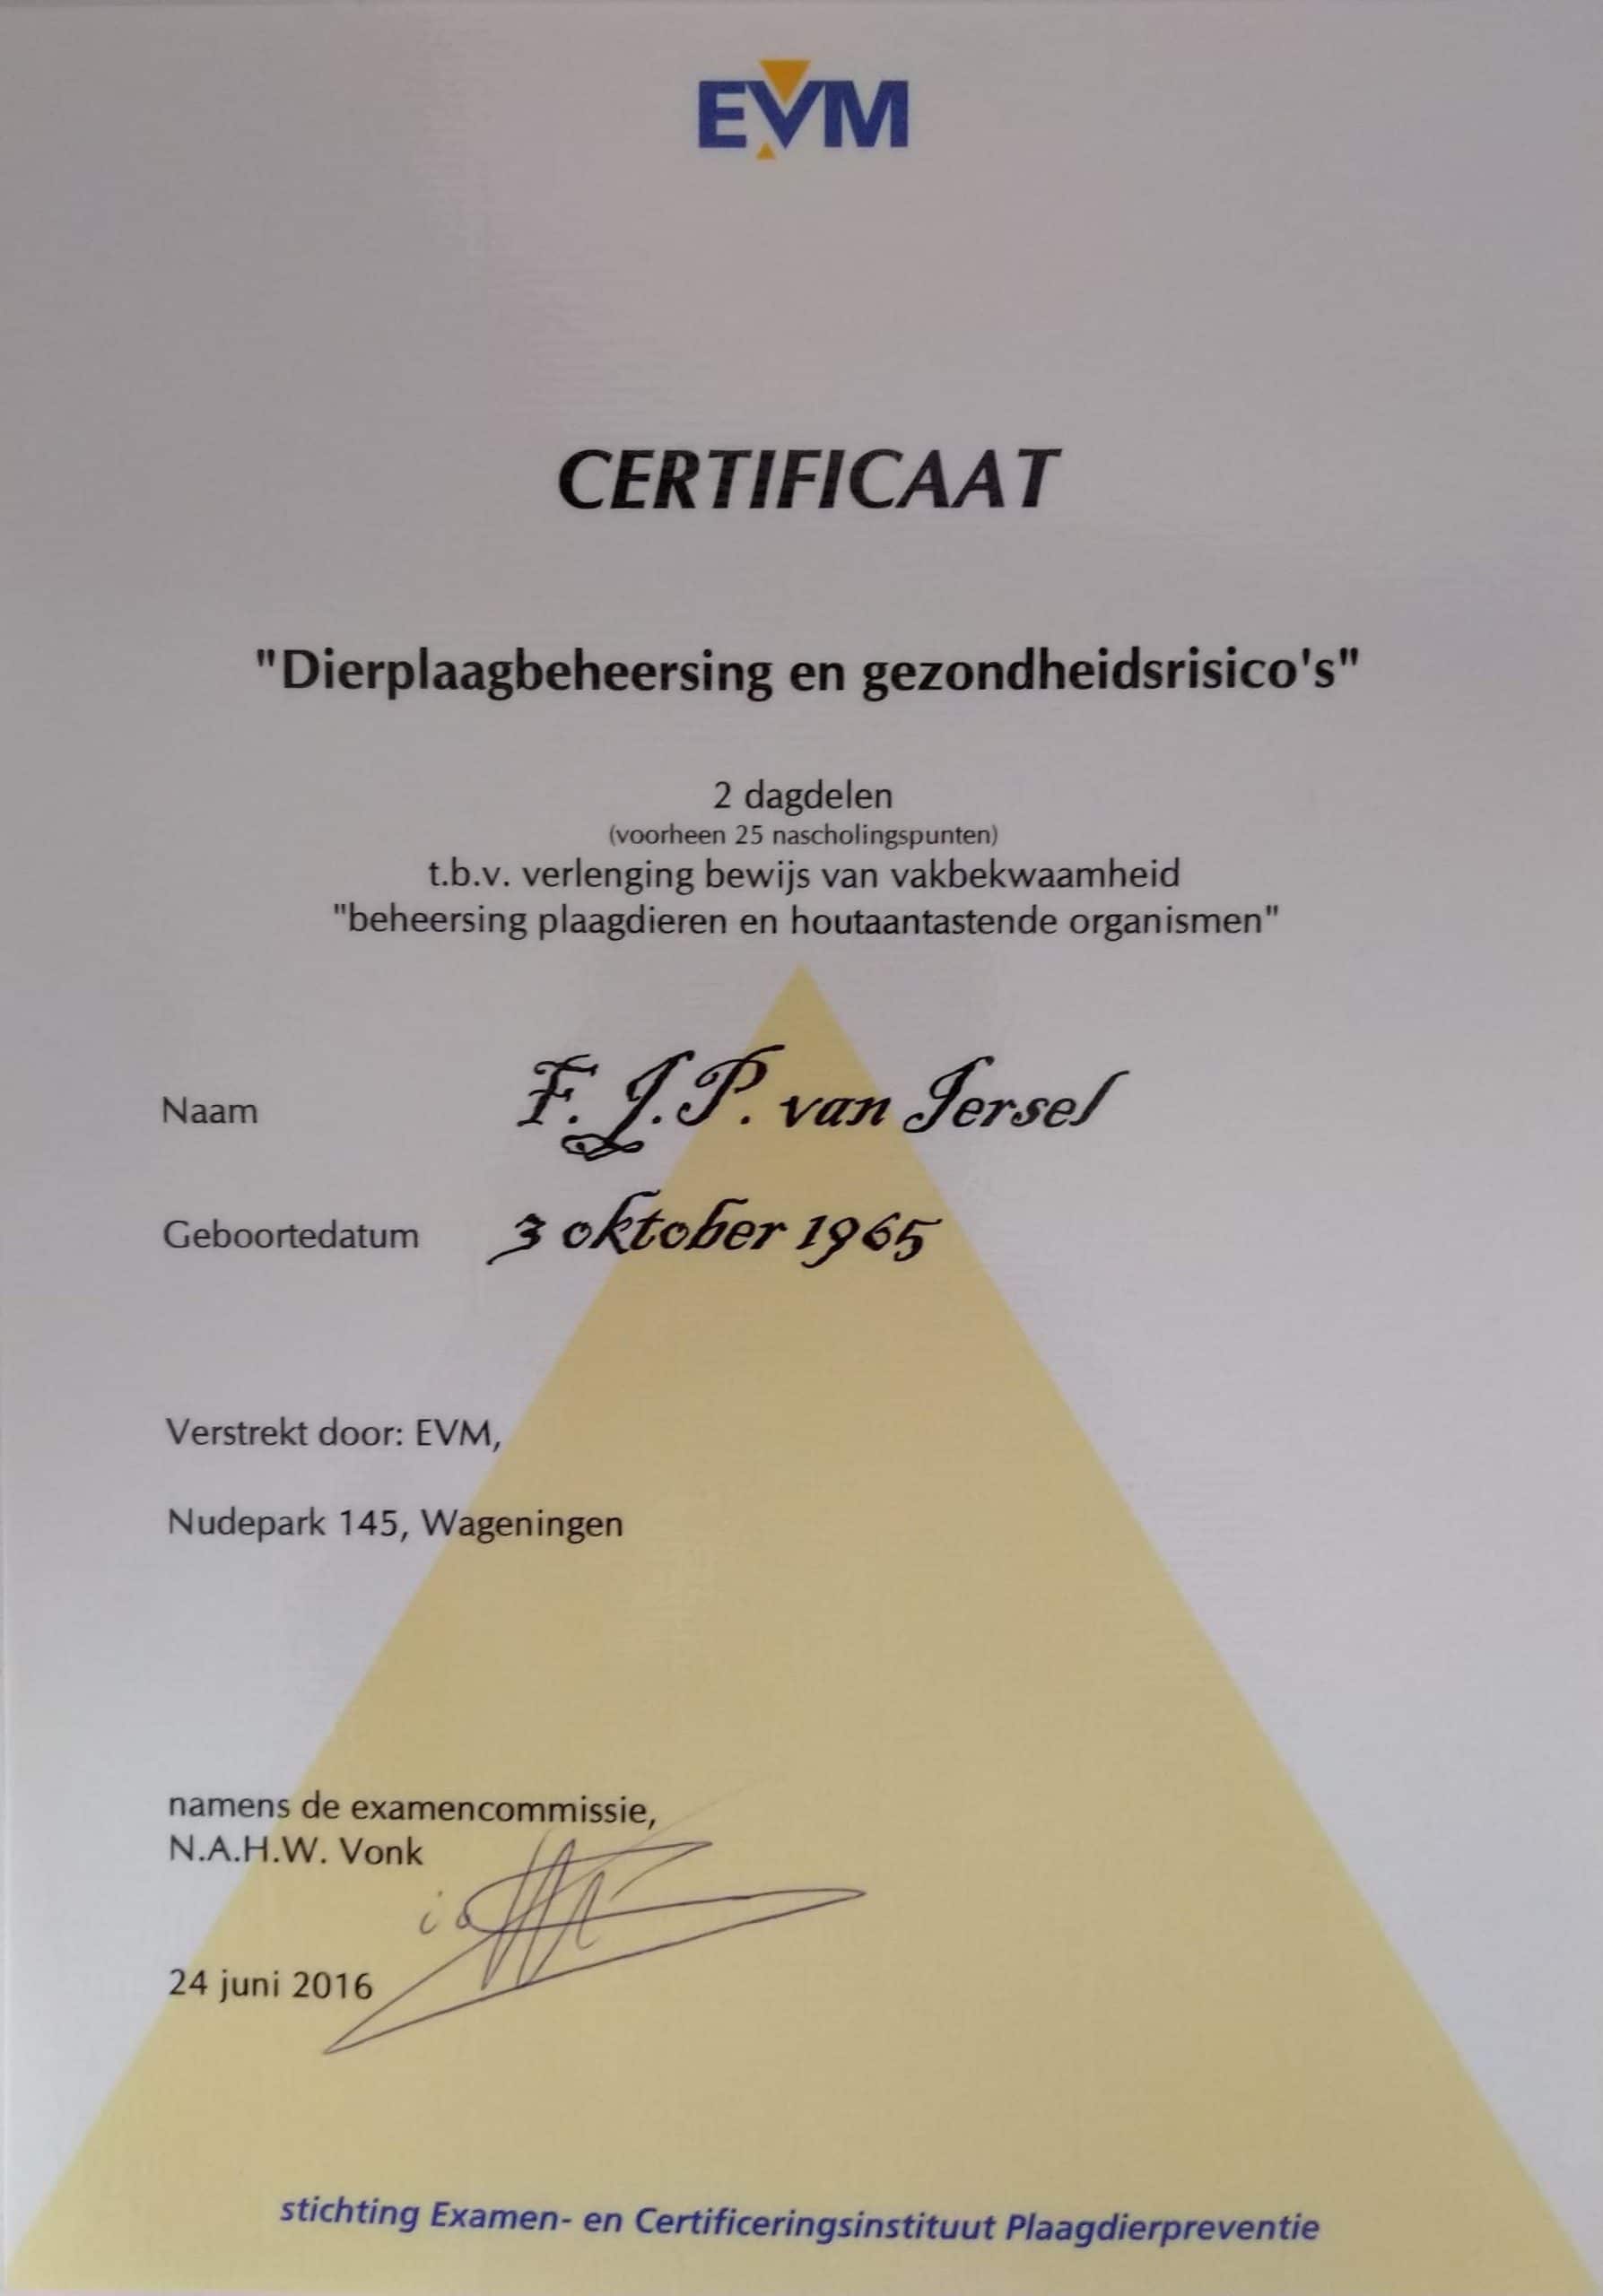 EVM
CERTIFICAAT
"Dierplaagbeheersing en gezondheidsrisico's"
2 dagdelen
(voorheen 25 nascholingspunten)
t.b.v. verlenging bewijs van vakbekwaamheid
"beheersing plaagdieren en houtaantastende organismen"
Naam F.J.P. van Iersel
Geboortedatum 3 oktober 1965
Verstrekt door: EVM,
Nudepark 145, Wageningen
namens de examencommissie,
N.A.H.W. Vonk
24 juni 2016
stichting Examen- en Certificeringsinstituut Plaagdierpreventie